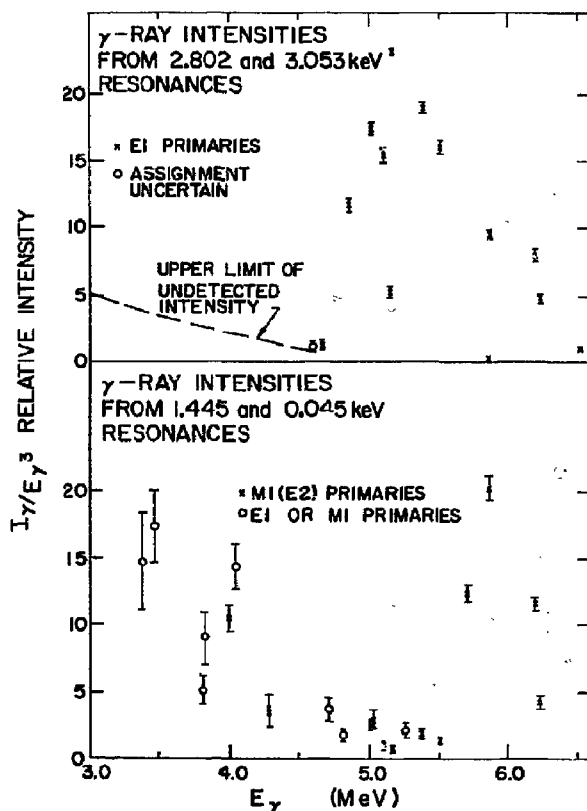 γ-RAY INTENSITIES
FROM 2.802 and 3.053 keV
RESONANCES
× E1 PRIMARIES
o ASSIGNMENT
UNCERTAIN
UPPER LIMIT OF
UNDETECTED
INTENSITY
20
15
10
5
0
Iγ/Eγ³ RELATIVE INTENSITY
γ-RAY INTENSITIES
FROM 1.445 and 0.045 keV
RESONANCES
× M1(E2) PRIMARIES
o E1 OR M1 PRIMARIES
20
15
10
5
0
3.0 4.0 5.0 6.0
Eγ (MeV)